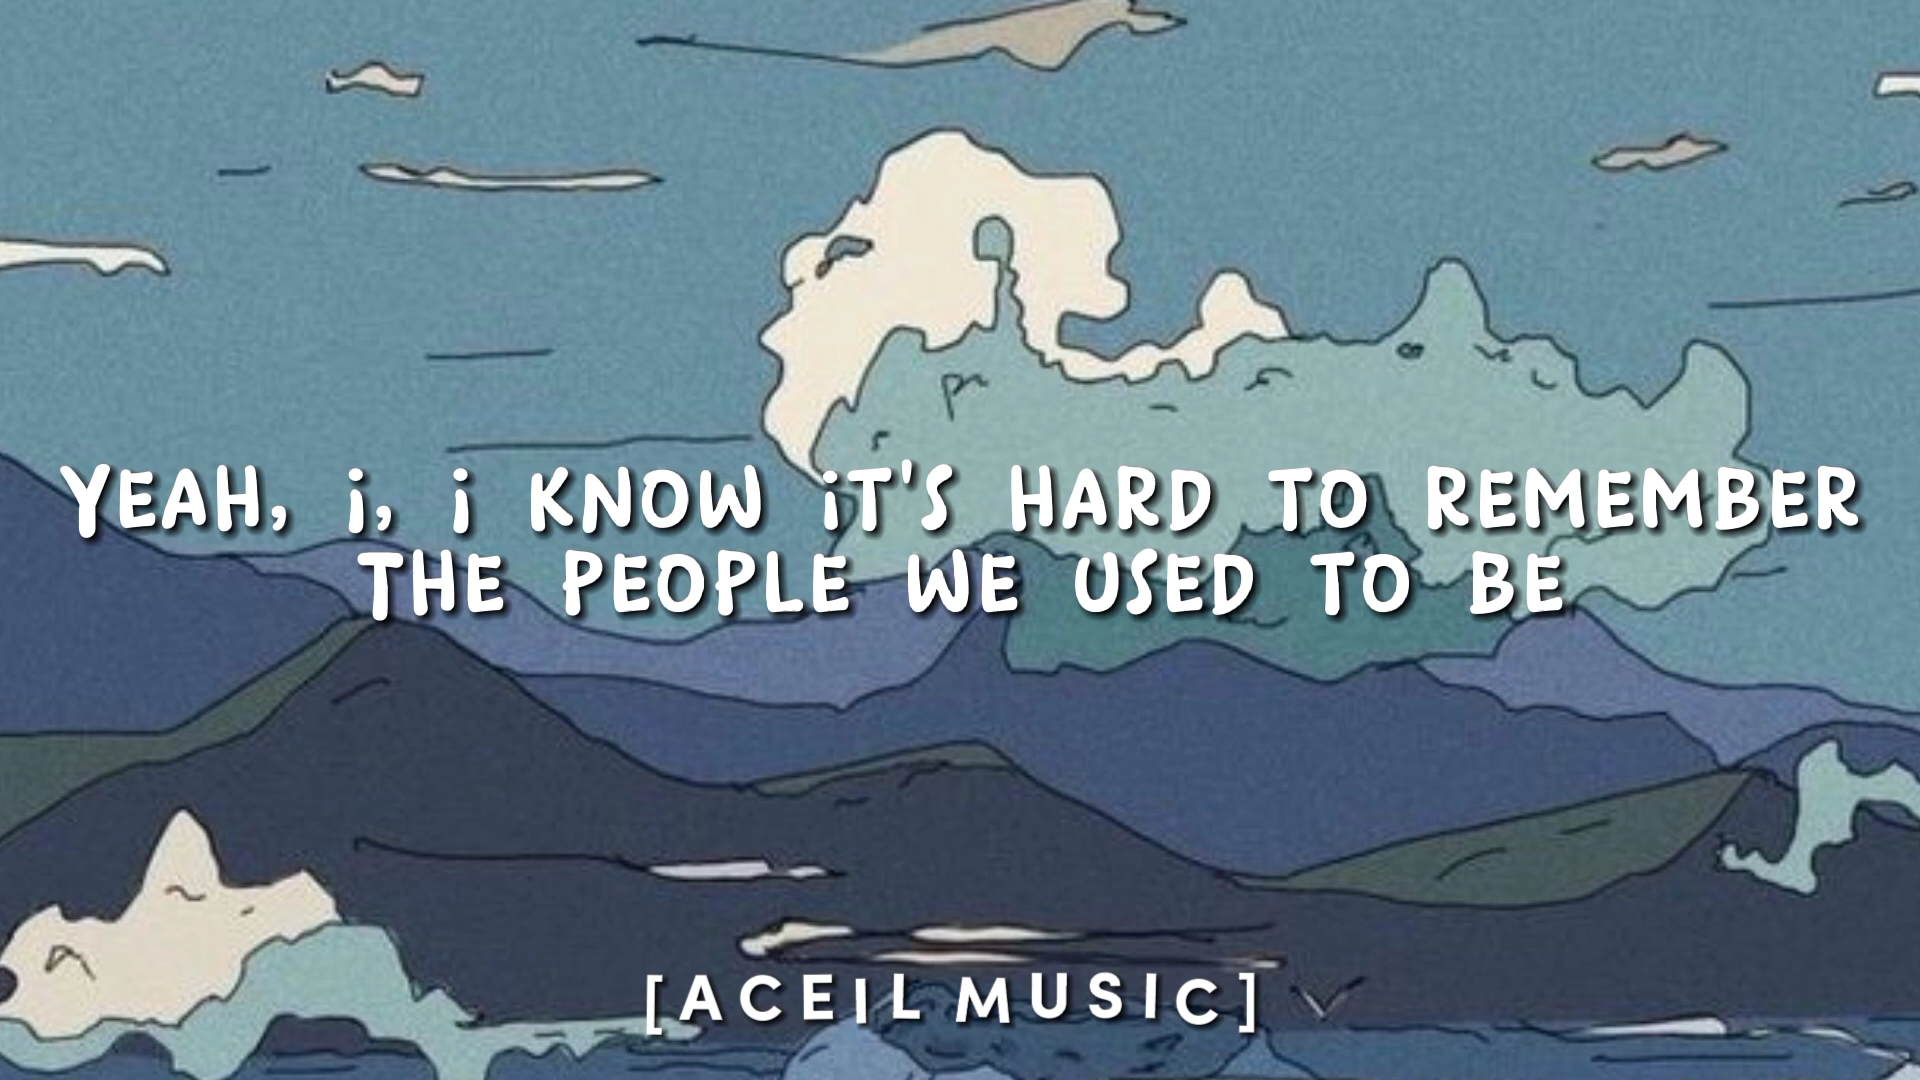 YEAH, i, i KNOW iT'S HARD TO REMEMBER
THE PEOPLE WE USED TO BE
[ACEIL MUSIC]